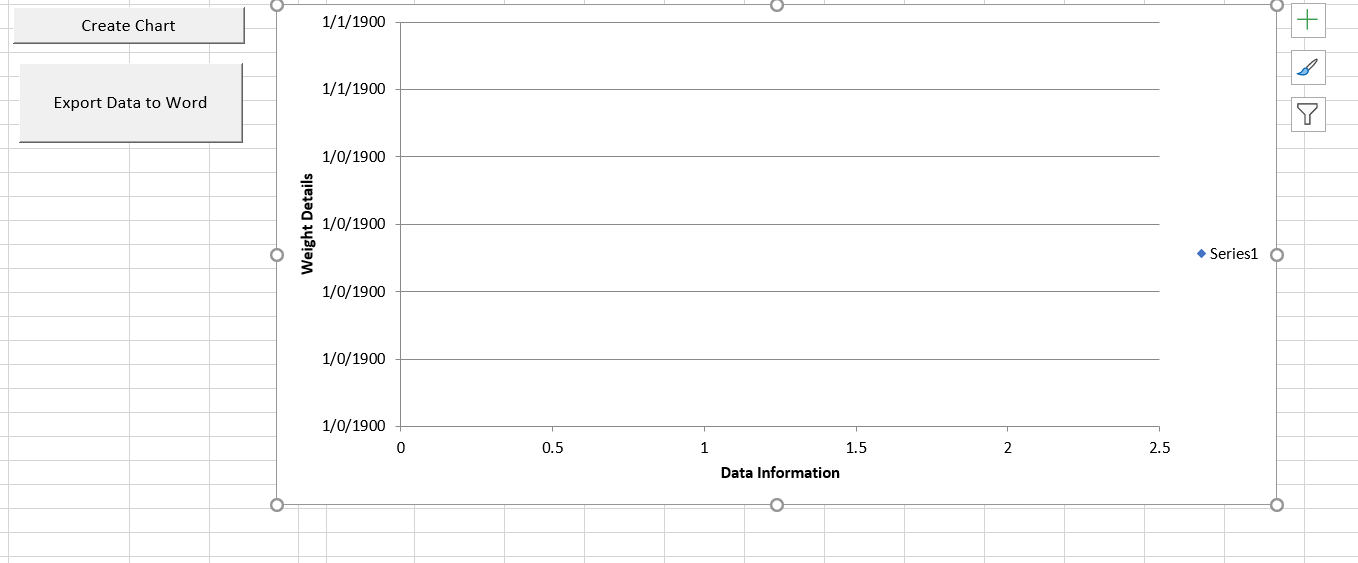 Create Chart
Export Data to Word
1/1/1900
1/1/1900
1/0/1900
1/0/1900
1/0/1900
1/0/1900
1/0/1900
Weight Details
0 0.5 1 1.5 2 2.5
Data Information
Series1